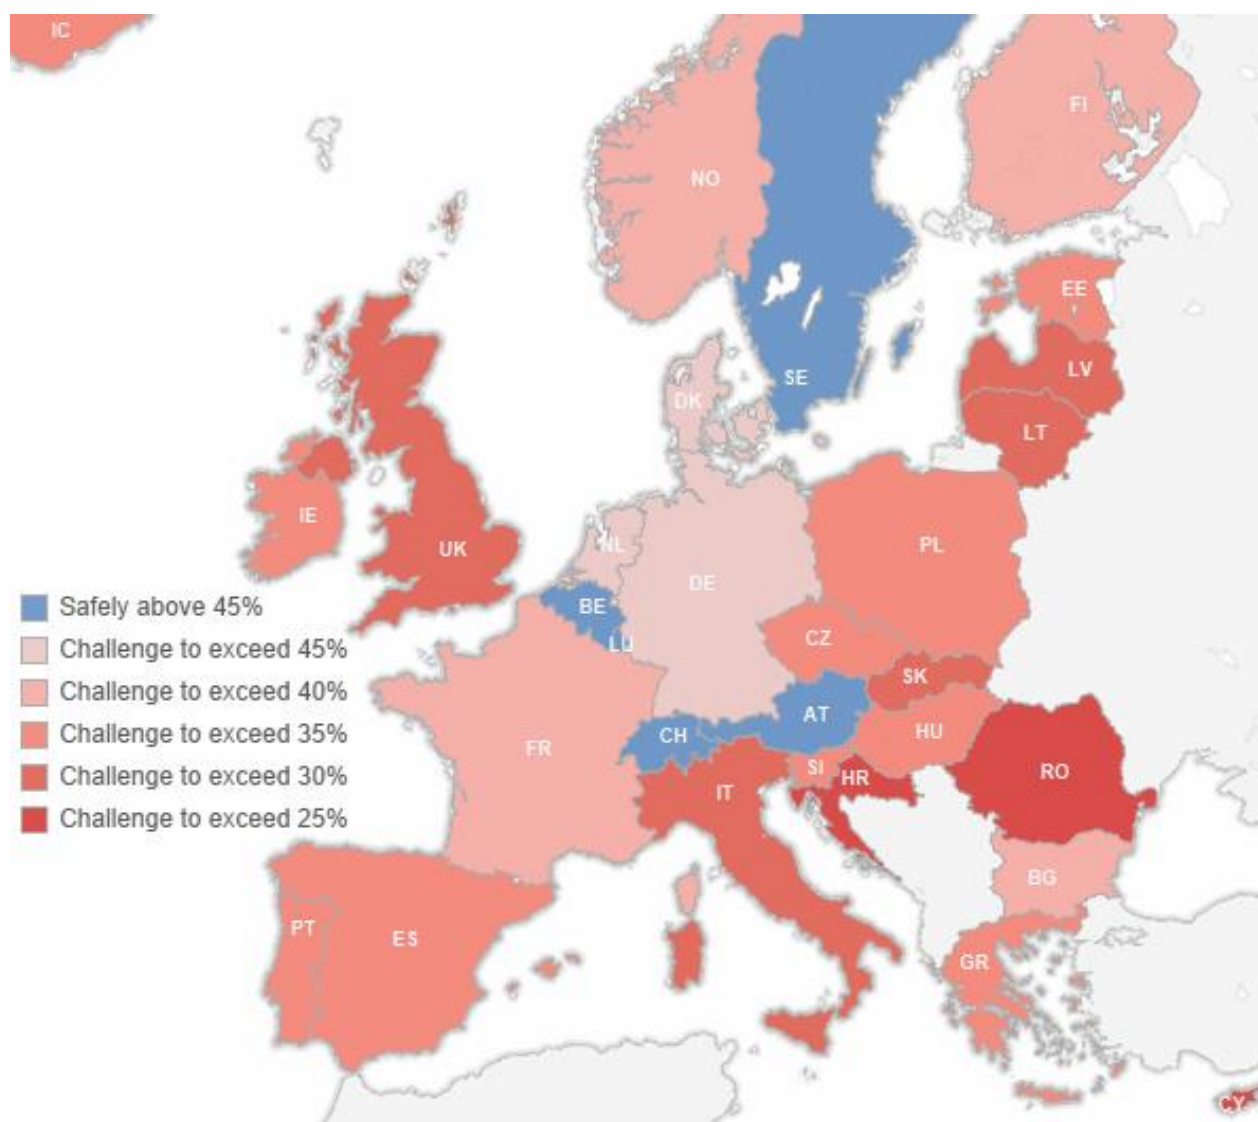 IC
FI
NO
EE
SE
LV
DK
LT
IE
UK
NL
PL
DE
BE
Safely above 45%
CZ
LU
Challenge to exceed 45%
SK
Challenge to exceed 40%
AT
HU
CH
Challenge to exceed 35%
FR
SI
RO
HR
Challenge to exceed 30%
IT
Challenge to exceed 25%
BG
PT
ES
GR
CY